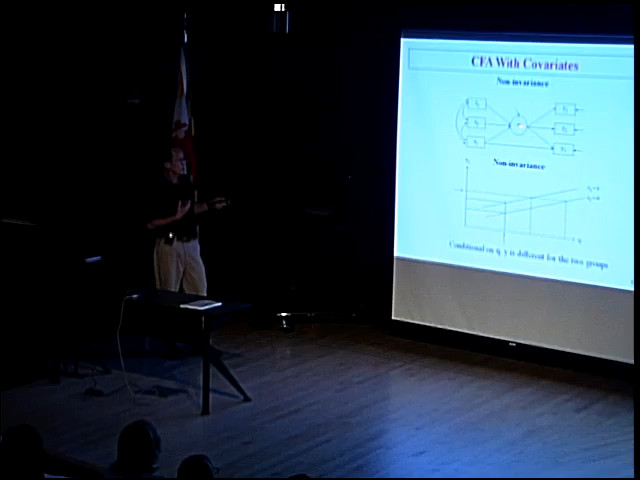 CFA With Covariates
Non-invariance
Non-invariance
Conditional on η, y is different for the two groups